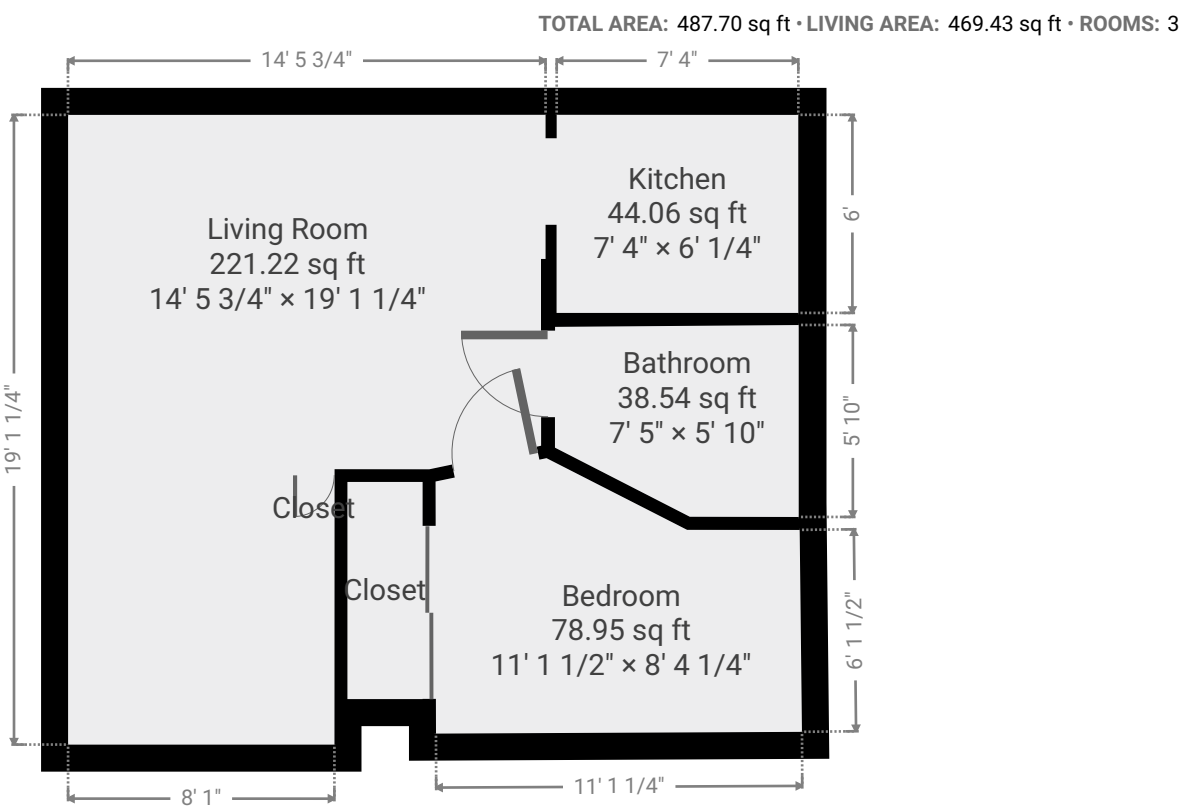 TOTAL AREA: 487.70 sq ft • LIVING AREA: 469.43 sq ft • ROOMS: 3
14' 5 3/4"
7' 4"
Kitchen
44.06 sq ft
7' 4" × 6' 1/4"
6'
Living Room
221.22 sq ft
14' 5 3/4" × 19' 1 1/4"
Bathroom
38.54 sq ft
7' 5" × 5' 10"
5' 10"
19' 1 1/4"
Closet
Closet
Bedroom
78.95 sq ft
11' 1 1/2" × 8' 4 1/4"
6' 1 1/2"
11' 1 1/4"
8' 1"